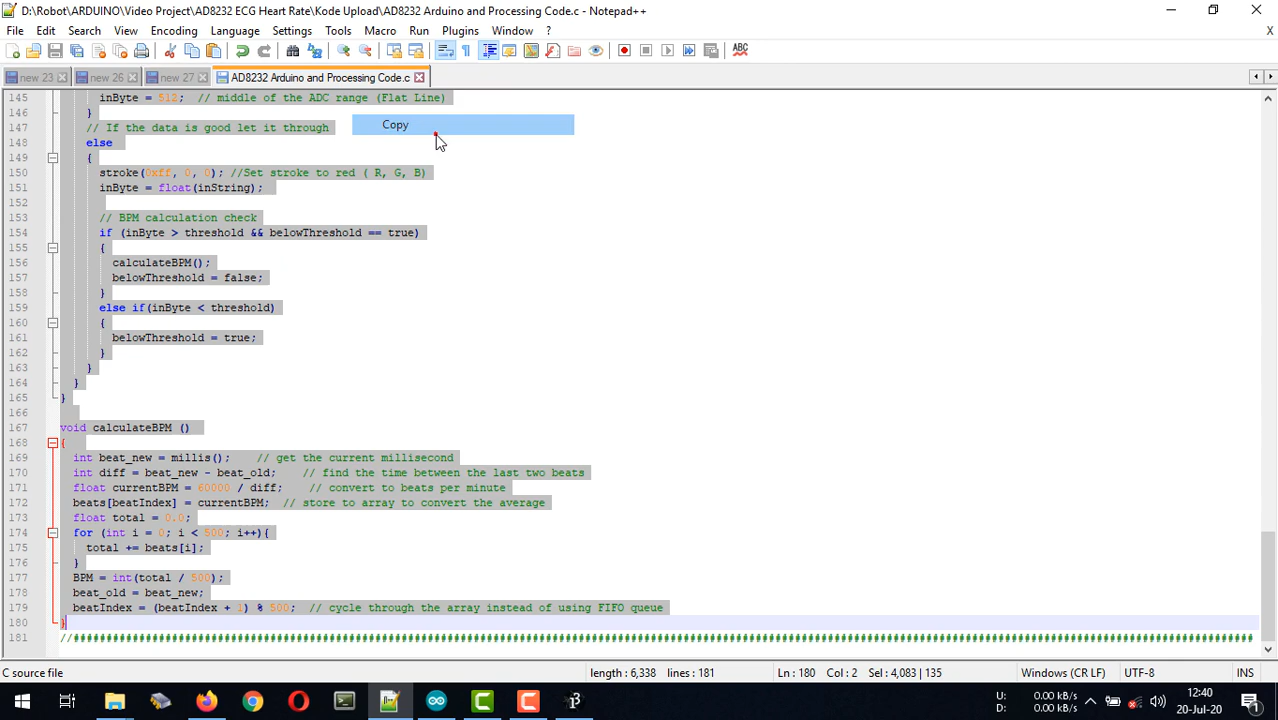 D:\Robot\ARDUINO\Video Project\AD8232 ECG Heart Rate\Kode Upload\AD8232 Arduino and Processing Code.c - Notepad++
File Edit Search View Encoding Language Settings Tools Macro Run Plugins Window ? X
new 23 new 26 new 27 AD8232 Arduino and Processing Code.c
145 inByte = 512; // middle of the ADC range (Flat Line)
146 }
147 // If the data is good let it through
Copy
148 else
149 {
150 stroke(0xff, 0, 0); //Set stroke to red ( R, G, B)
151 inByte = float(inString);
152
153 // BPM calculation check
154 if (inByte > threshold && belowThreshold == true)
155 {
156 calculateBPM();
157 belowThreshold = false;
158 }
159 else if(inByte < threshold)
160 {
161 belowThreshold = true;
162 }
163 }
164 }
165 }
166
167 void calculateBPM ()
168 {
169 int beat_new = millis(); // get the current millisecond
170 int diff = beat_new - beat_old; // find the time between the last two beats
171 float currentBPM = 60000 / diff; // convert to beats per minute
172 beats[beatIndex] = currentBPM; // store to array to convert the average
173 float total = 0.0;
174 for (int i = 0; i < 500; i++){
175 total += beats[i];
176 }
177 BPM = int(total / 500);
178 beat_old = beat_new;
179 beatIndex = (beatIndex + 1) % 500; // cycle through the array instead of using FIFO queue
180 }
181 //##################################################################################################################################################################################
C source file length : 6,338 lines : 181 Ln : 180 Col : 2 Sel : 4,083 | 135 Windows (CR LF) UTF-8 INS
U: 0.00 kB/s 12:40
D: 0.00 kB/s 20-Jul-20